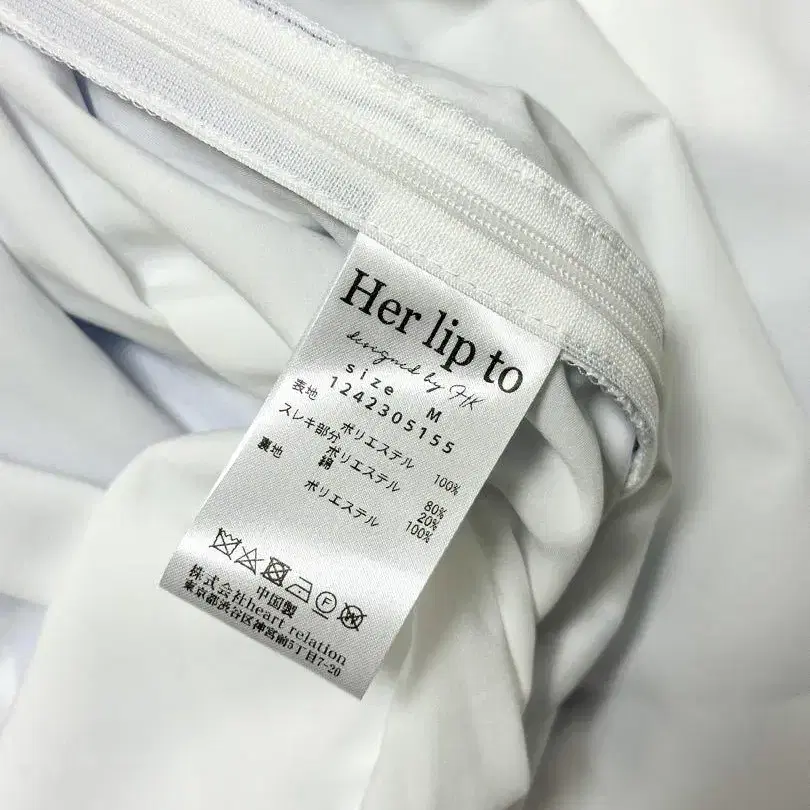 Her lip to
designed by HK
size M
1242305155
表地 ポリエステル 100%
スレキ部分 ポリエステル 80%
綿 20%
裏地 ポリエステル 100%
中国製
株式会社heart relation
東京都渋谷区神宮前5丁目7-20